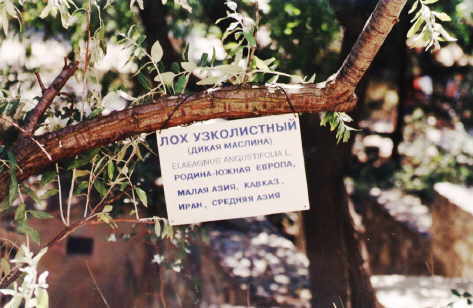 ЛОХ УЗКОЛИСТНЫЙ
(ДИКАЯ МАСЛИНА)
ELAEAGNUS ANGUSTIFOLIA L.
РОДИНА-ЮЖНАЯ ЕВРОПА,
МАЛАЯ АЗИЯ, КАВКАЗ,
ИРАН, СРЕДНЯЯ АЗИЯ